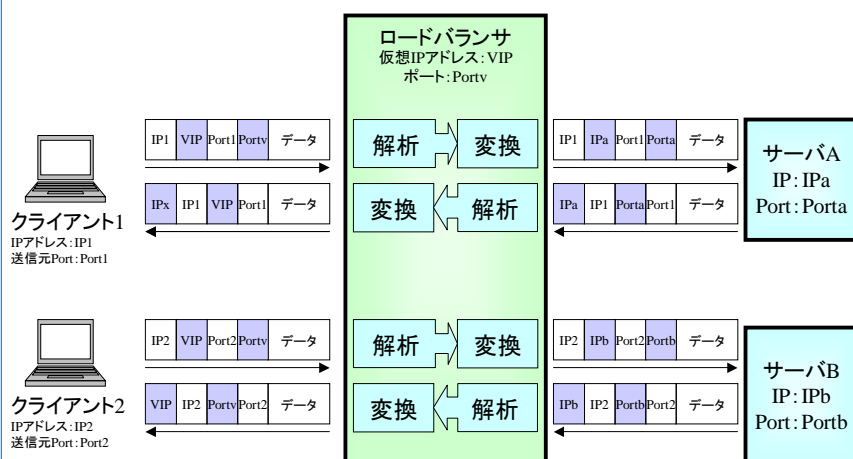 ロードバランサ
仮想IPアドレス:VIP
ポート:Portv
IP1 VIP Port1 Portv データ
解析 変換
IP1 IPa Port1 Porta データ
IPx IP1 VIP Port1 データ
変換 解析
IPa IP1 Porta Port1 データ
クライアント1
IPアドレス:IP1
送信元Port:Port1
サーバA
IP:IPa
Port:Porta
IP2 VIP Port2 Portv データ
解析 変換
IP2 IPb Port2 Portb データ
VIP IP2 Portv Port2 データ
変換 解析
IPb IP2 Portb Port2 データ
クライアント2
IPアドレス:IP2
送信元Port:Port2
サーバB
IP:IPb
Port:Portb